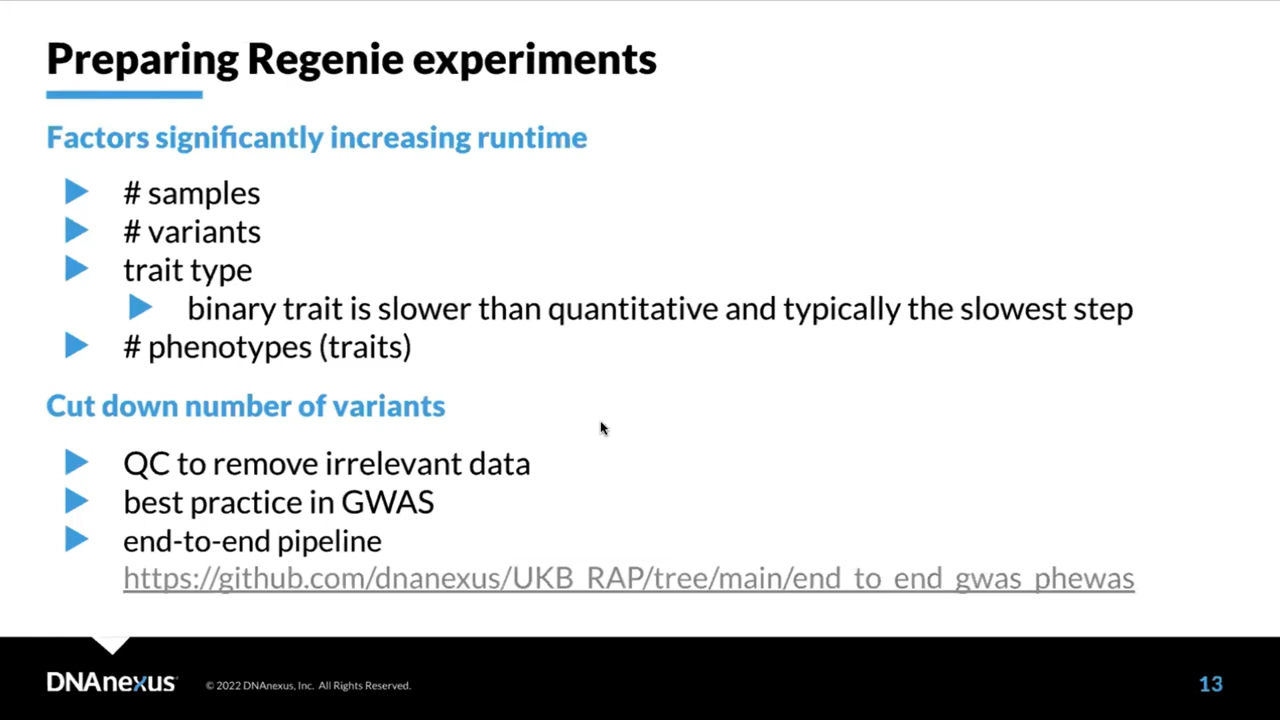 Preparing Regenie experiments
Factors significantly increasing runtime
# samples
# variants
trait type
binary trait is slower than quantitative and typically the slowest step
# phenotypes (traits)
Cut down number of variants
QC to remove irrelevant data
best practice in GWAS
end-to-end pipeline
https://github.com/dnanexus/UKB_RAP/tree/main/end_to_end_gwas_phewas
DNAnexus
© 2022 DNAnexus, Inc. All Rights Reserved.
13